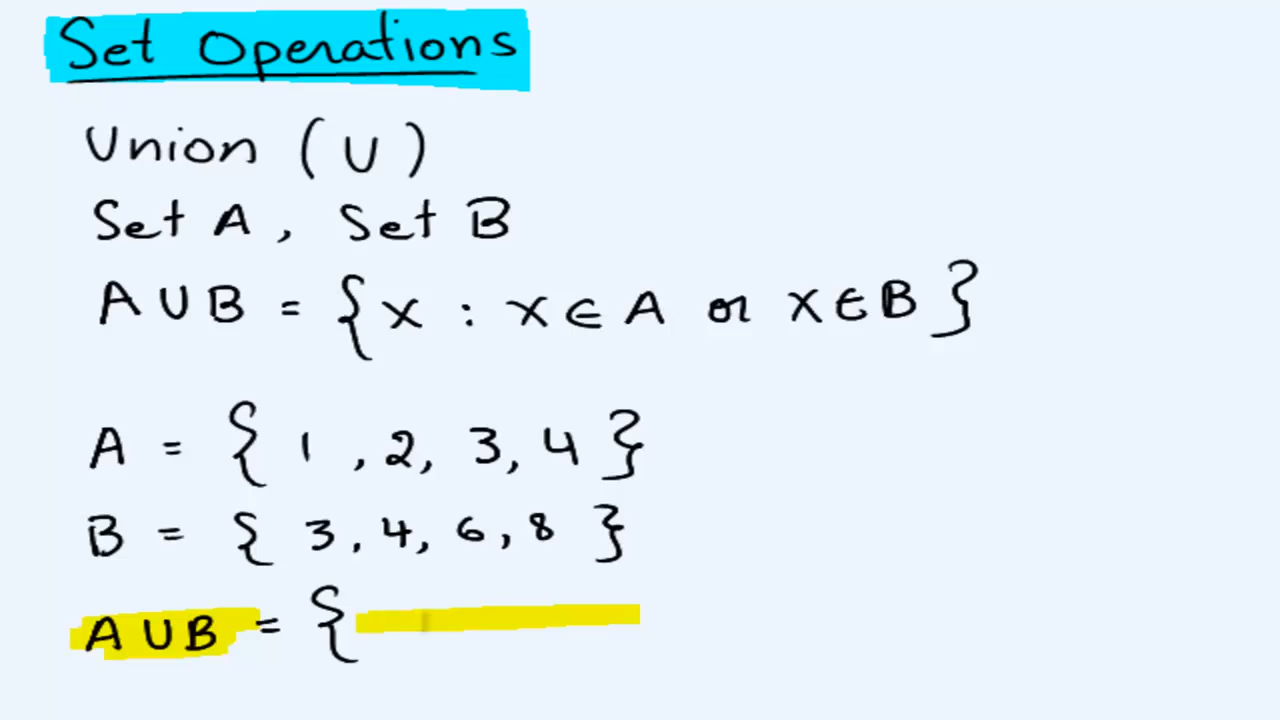 Set Operations
Union (U)
Set A, Set B
A U B = {x : x ∈ A or x ∈ B}
A = {1, 2, 3, 4}
B = {3, 4, 6, 8}
A U B = {